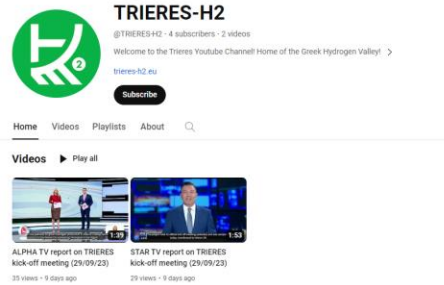 TRIERES-H2
@TRIERES-H2 · 4 subscribers · 2 videos
Welcome to the Trieres Youtube Channel! Home of the Greek Hydrogen Valley! >
trieres-h2.eu
Subscribe
Home Videos Playlists About
Videos ▶ Play all
1:39 1:53
ALPHA TV report on TRIERES STAR TV report on TRIERES
kick-off meeting (29/09/23) kick-off meeting (29/09/23)
35 views • 9 days ago 29 views • 9 days ago
2